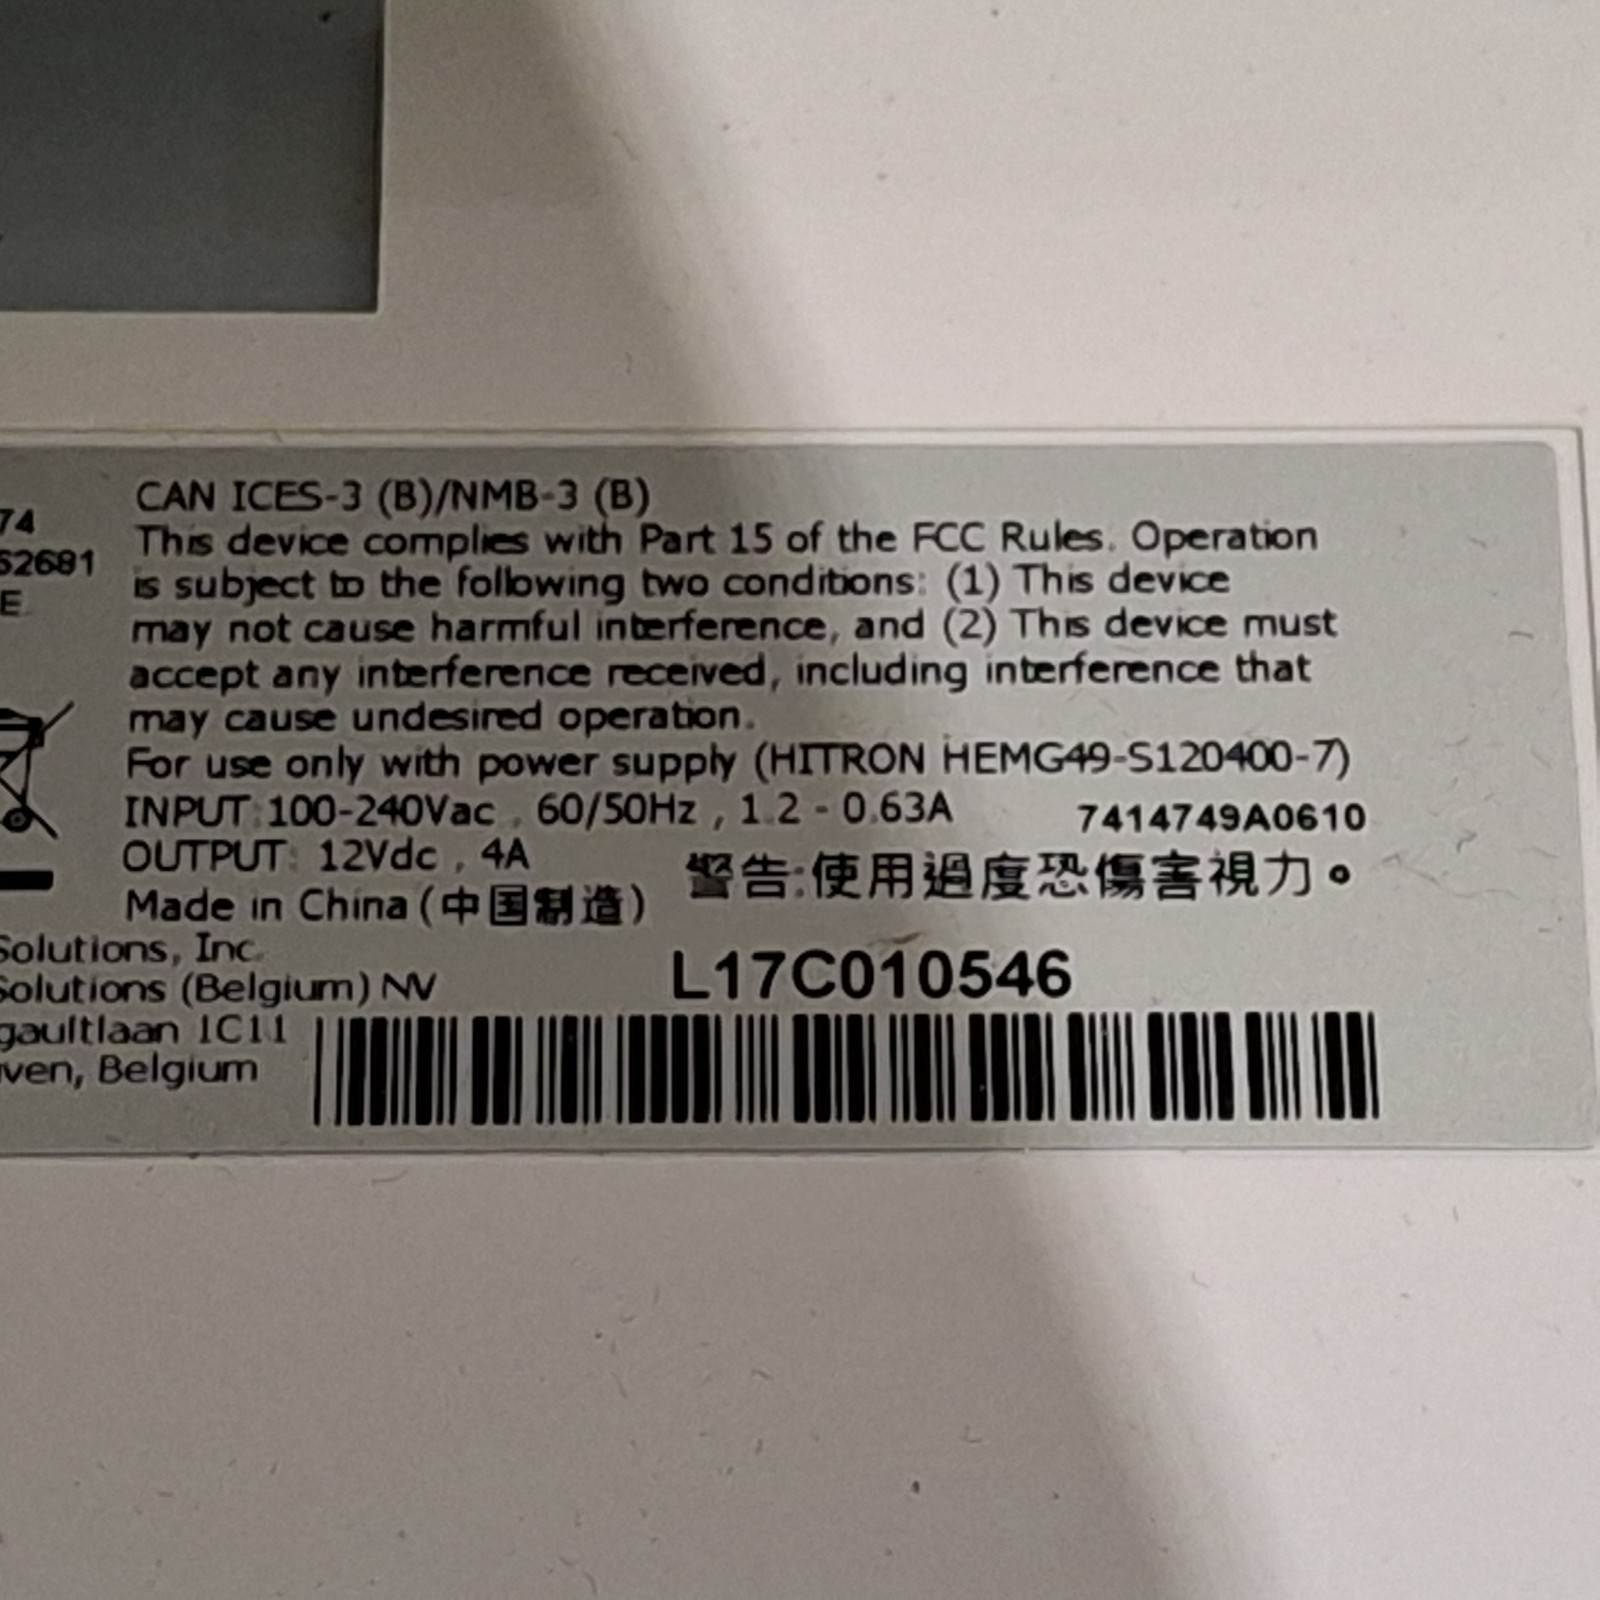 CAN ICES-3 (B)/NMB-3 (B)
74
This device complies with Part 15 of the FCC Rules. Operation
62681
is subject to the following two conditions: (1) This device
E
may not cause harmful interference, and (2) This device must
accept any interference received, including interference that
may cause undesired operation.
For use only with power supply (HITRON HEMG49-S120400-7)
INPUT: 100-240Vac , 60/50Hz , 1.2 - 0.63A
7414749A0610
OUTPUT: 12Vdc , 4A
警告:使用過度恐傷害視力。
Made in China (中国制造)
Solutions, Inc.
Solutions (Belgium) NV
L17C010546
gaultlaan 1C11
ven, Belgium